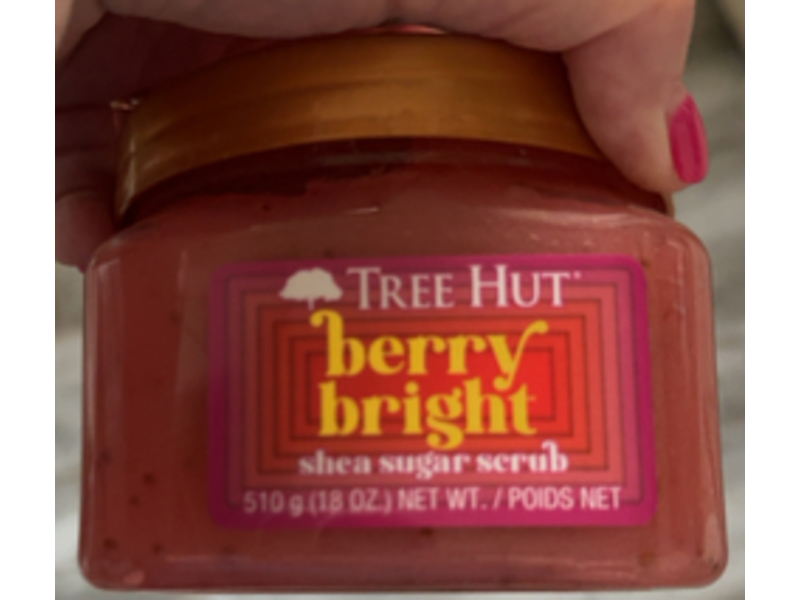 TREE HUT
berry
bright
shea sugar scrub
510 g (18 OZ.) NET WT. / POIDS NET